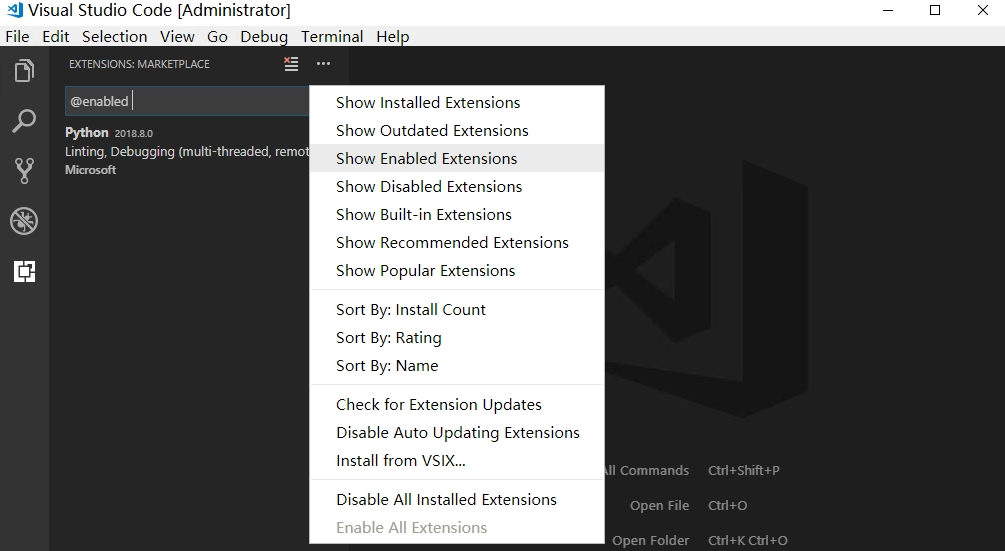 Visual Studio Code [Administrator]
File Edit Selection View Go Debug Terminal Help
EXTENSIONS: MARKETPLACE
@enabled
Python 2018.8.0
Linting, Debugging (multi-threaded, remot
Microsoft
Show Installed Extensions
Show Outdated Extensions
Show Enabled Extensions
Show Disabled Extensions
Show Built-in Extensions
Show Recommended Extensions
Show Popular Extensions
Sort By: Install Count
Sort By: Rating
Sort By: Name
Check for Extension Updates
Disable Auto Updating Extensions
Install from VSIX...
Disable All Installed Extensions
Enable All Extensions
All Commands Ctrl+Shift+P
Open File Ctrl+O
Open Folder Ctrl+K Ctrl+O